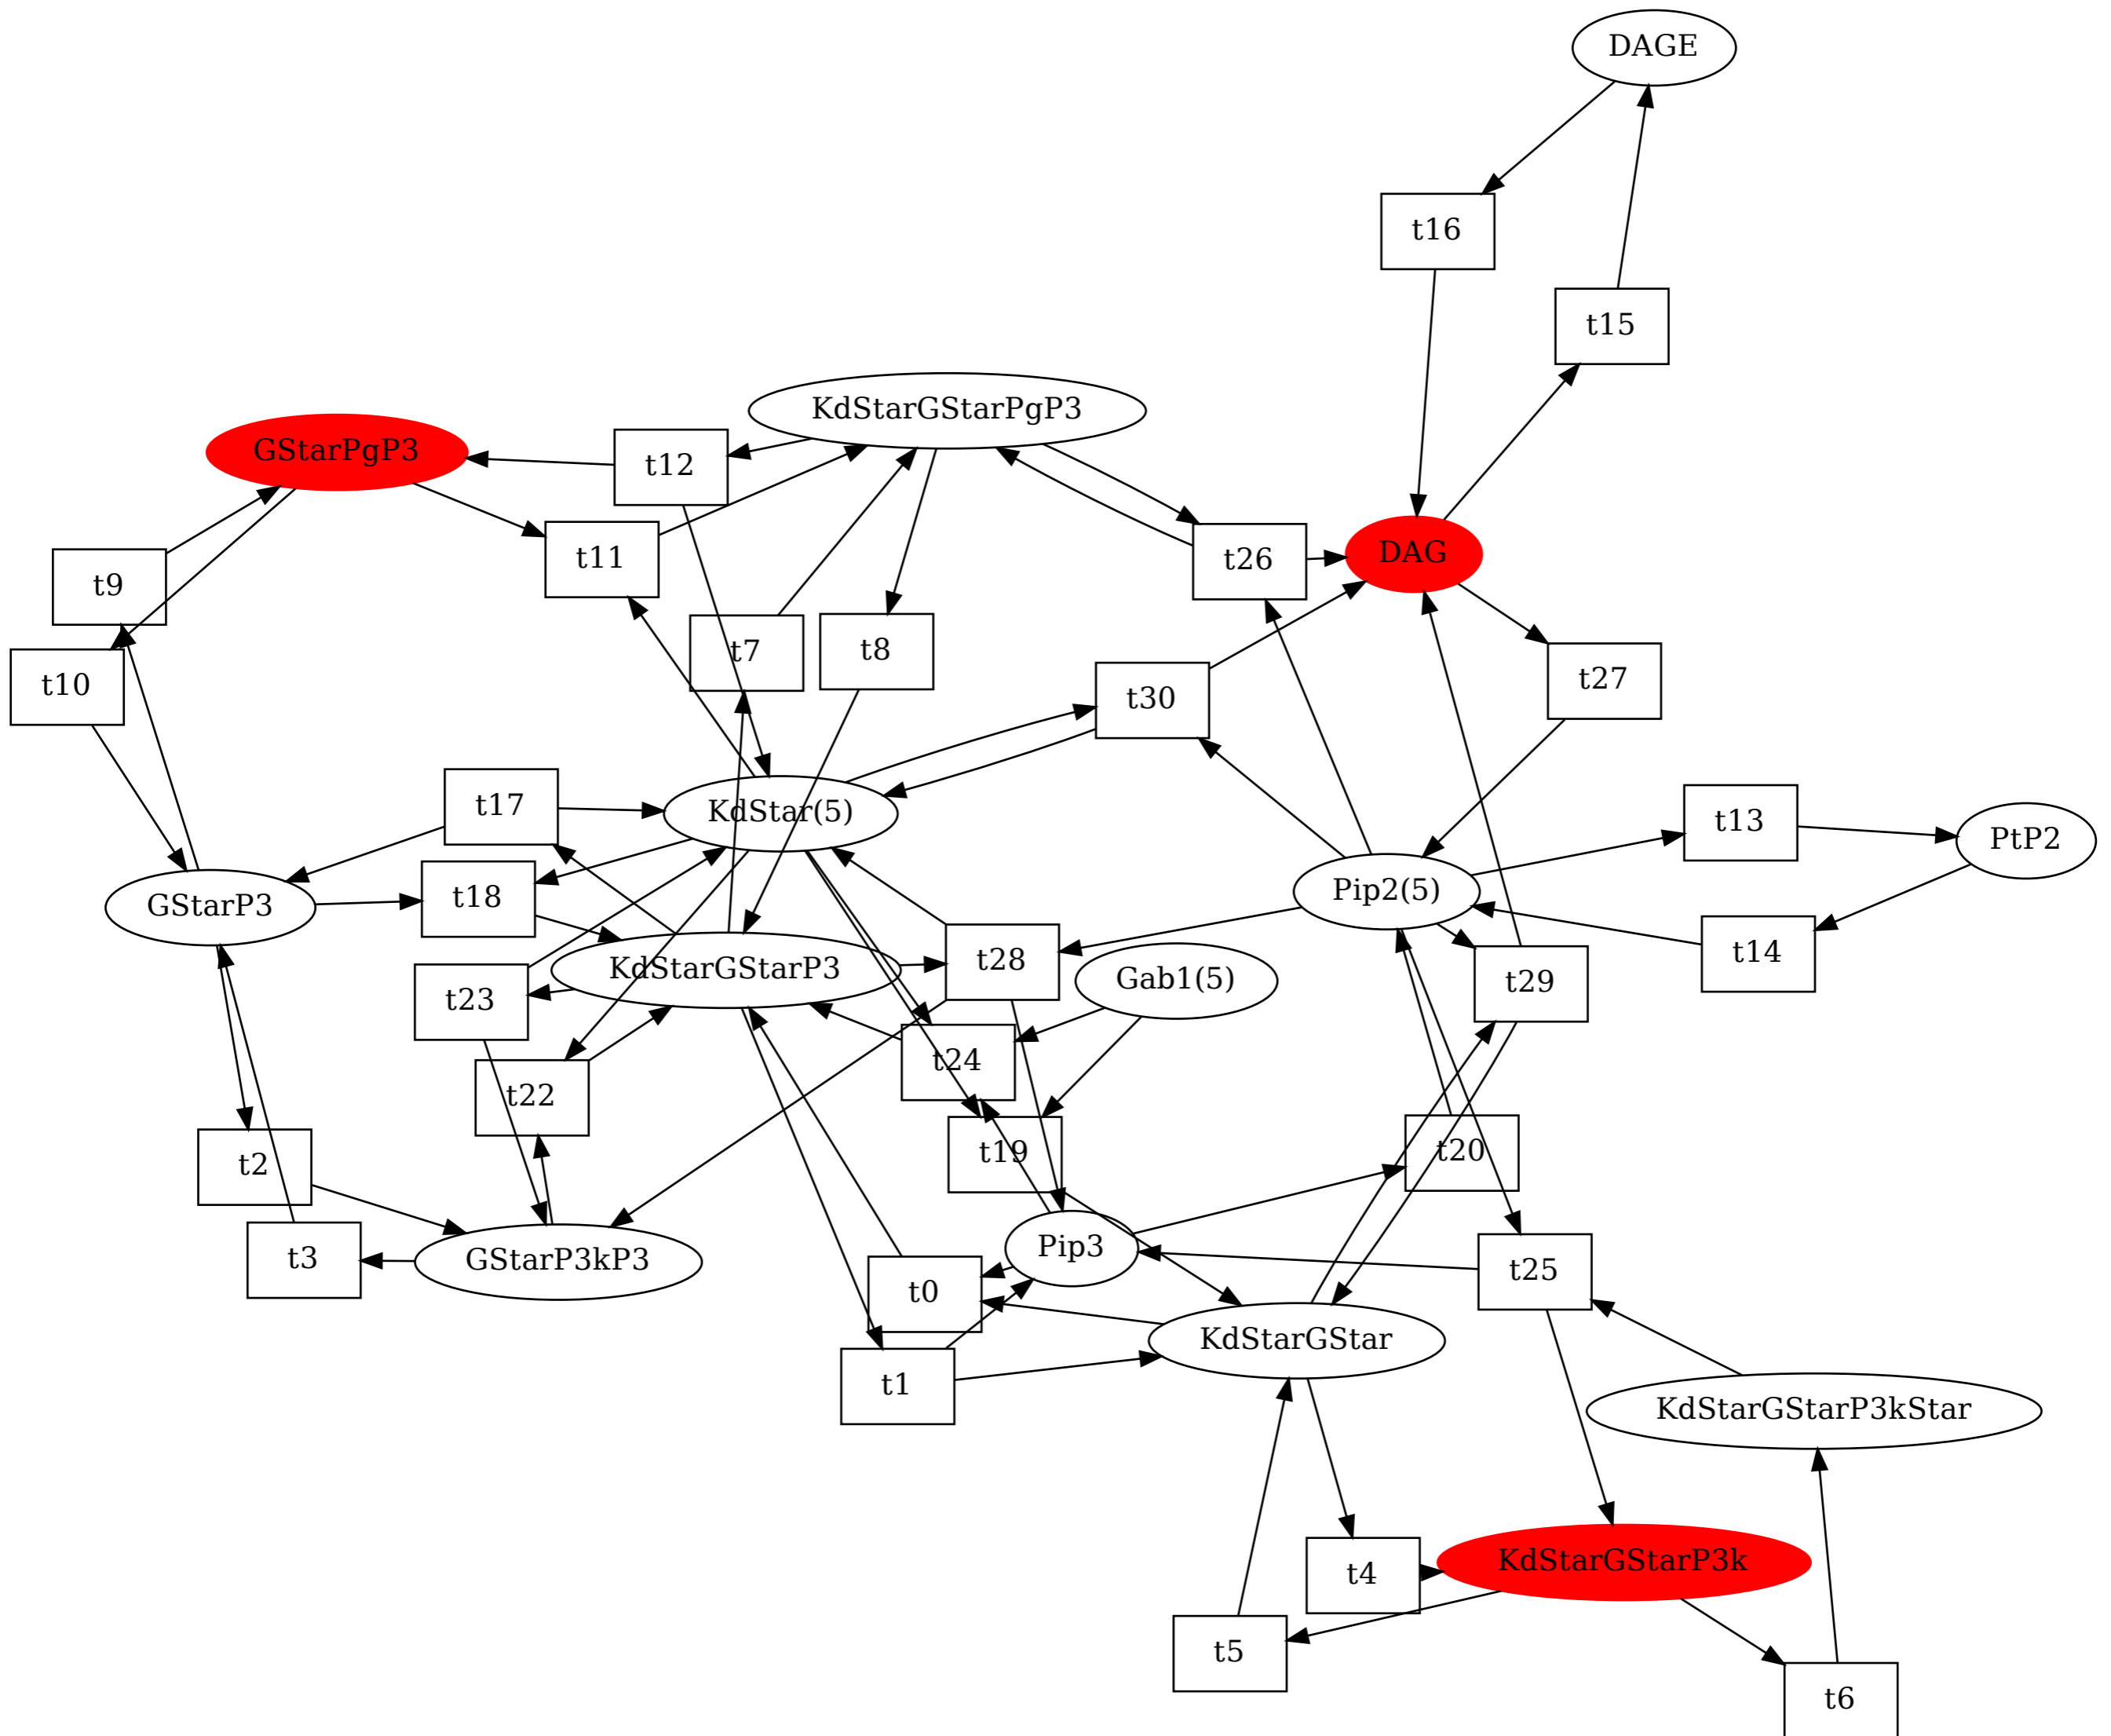 DAGE
t16
t15
KdStarGStarPgP3
GStarPgP3
t12
DAG
t11
t26
t9
t7
t8
t10
t30
t27
t17
KdStar(5)
t13
PtP2
t18
Pip2(5)
GStarP3
t14
KdStarGStarP3
t28
Gab1(5)
t29
t23
t24
t22
t19
t20
t2
t3
GStarP3kP3
Pip3
t25
t0
KdStarGStar
t1
KdStarGStarP3kStar
t4
KdStarGStarP3k
t5
t6